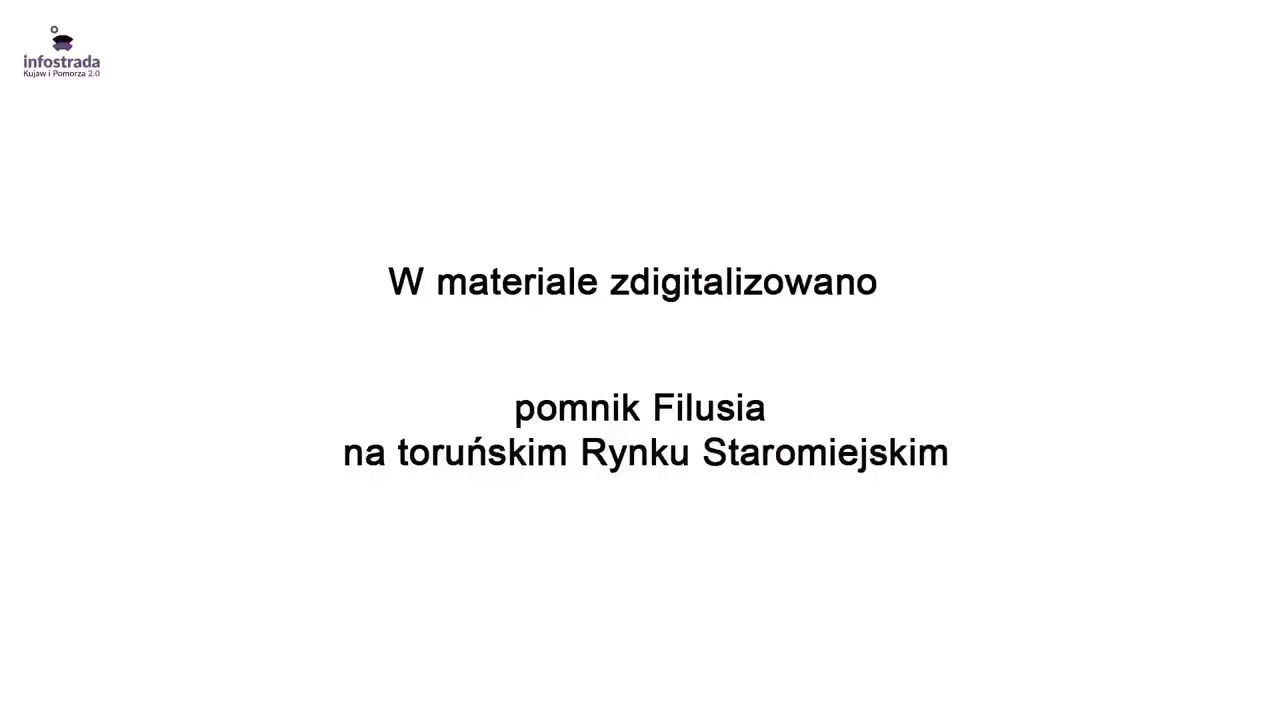 infostrada
Kujaw i Pomorza 2.0
W materiale zdigitalizowano
pomnik Filusia
na toruńskim Rynku Staromiejskim